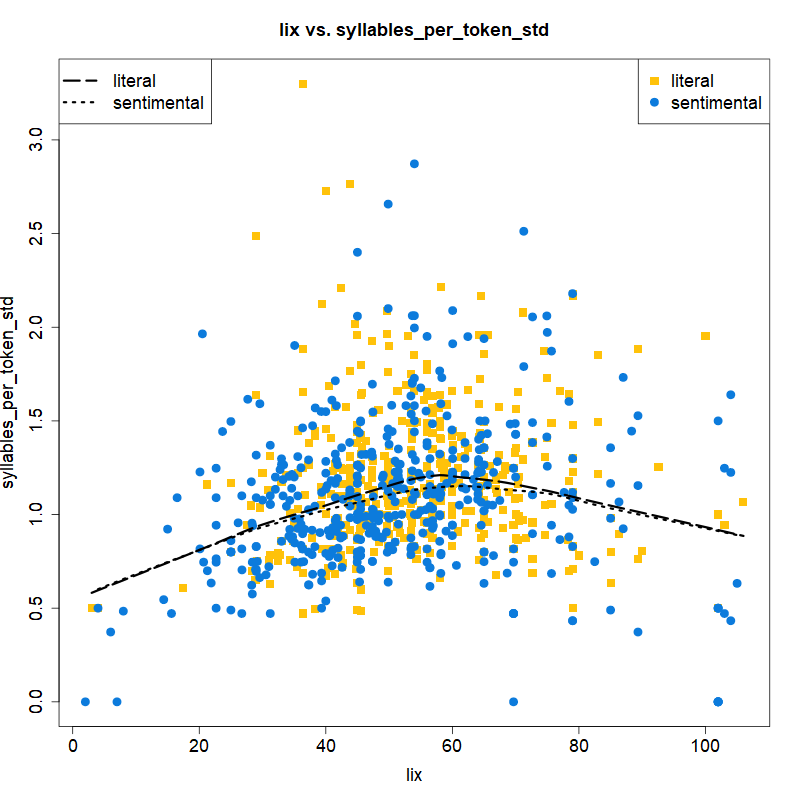 lix vs. syllables_per_token_std
literal
sentimental
literal
sentimental
syllables_per_token_std
3.0
2.5
2.0
1.5
1.0
0.5
0.0
0 20 40 60 80 100
lix